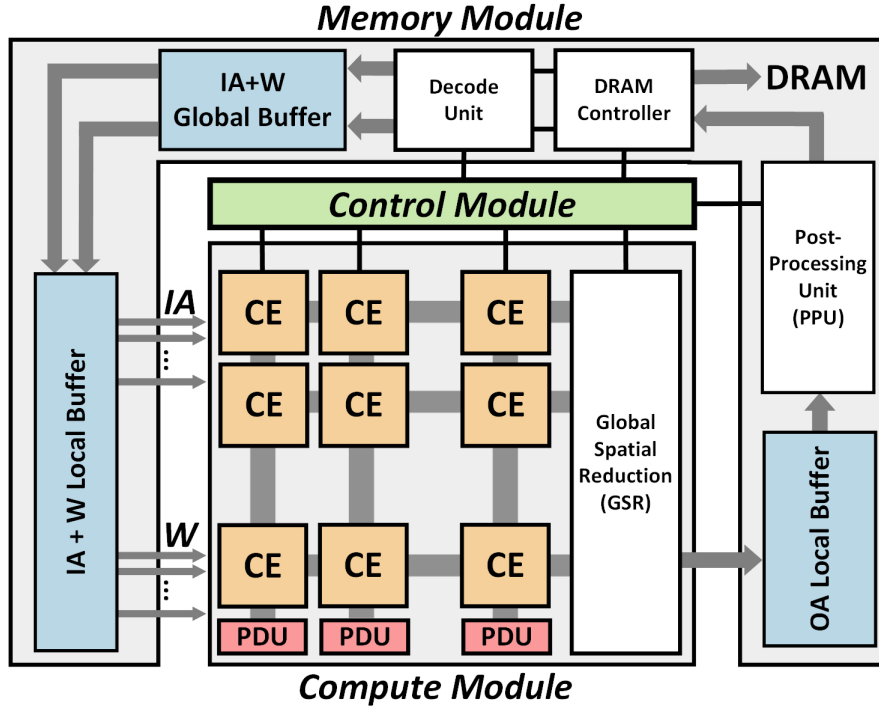 Memory Module
IA+W
Global Buffer
Decode
Unit
DRAM
Controller
DRAM
Control Module
Post-
Processing
Unit
(PPU)
IA + W Local Buffer
IA
...
W
...
CE
CE
CE
CE
CE
CE
CE
CE
CE
PDU
PDU
PDU
Global
Spatial
Reduction
(GSR)
OA Local Buffer
Compute Module